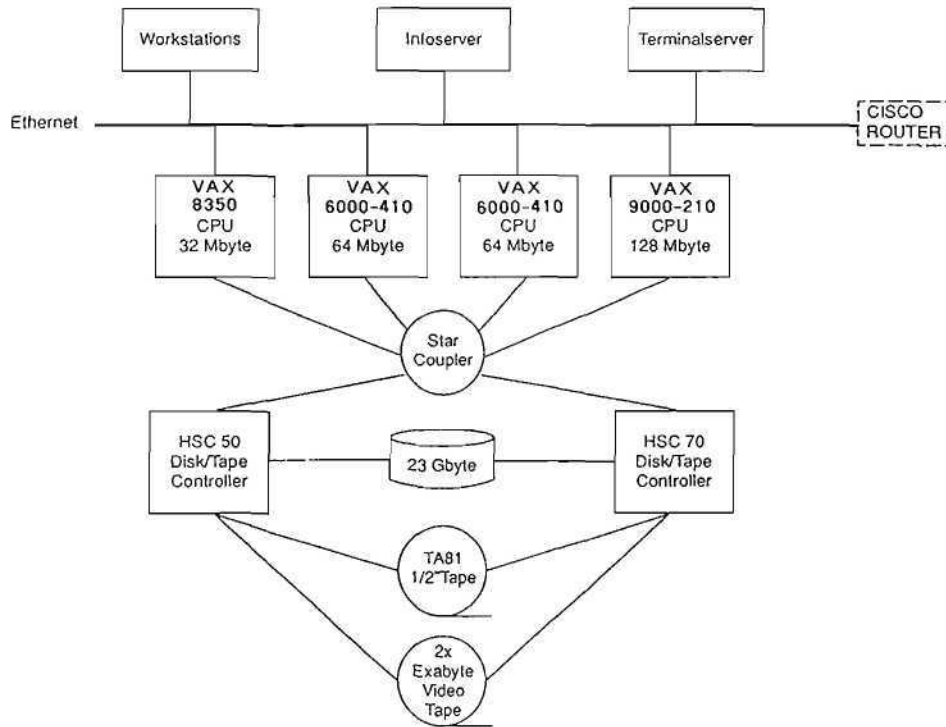 Workstations
Infoserver
Terminalserver
Ethernet
CISCO
ROUTER
VAX
8350
CPU
32 Mbyte
VAX
6000-410
CPU
64 Mbyte
VAX
6000-410
CPU
64 Mbyte
VAX
9000-210
CPU
128 Mbyte
Star
Coupler
HSC 50
Disk/Tape
Controller
23 Gbyte
HSC 70
Disk/Tape
Controller
TA81
1/2"Tape
2x
Exabyte
Video
Tape